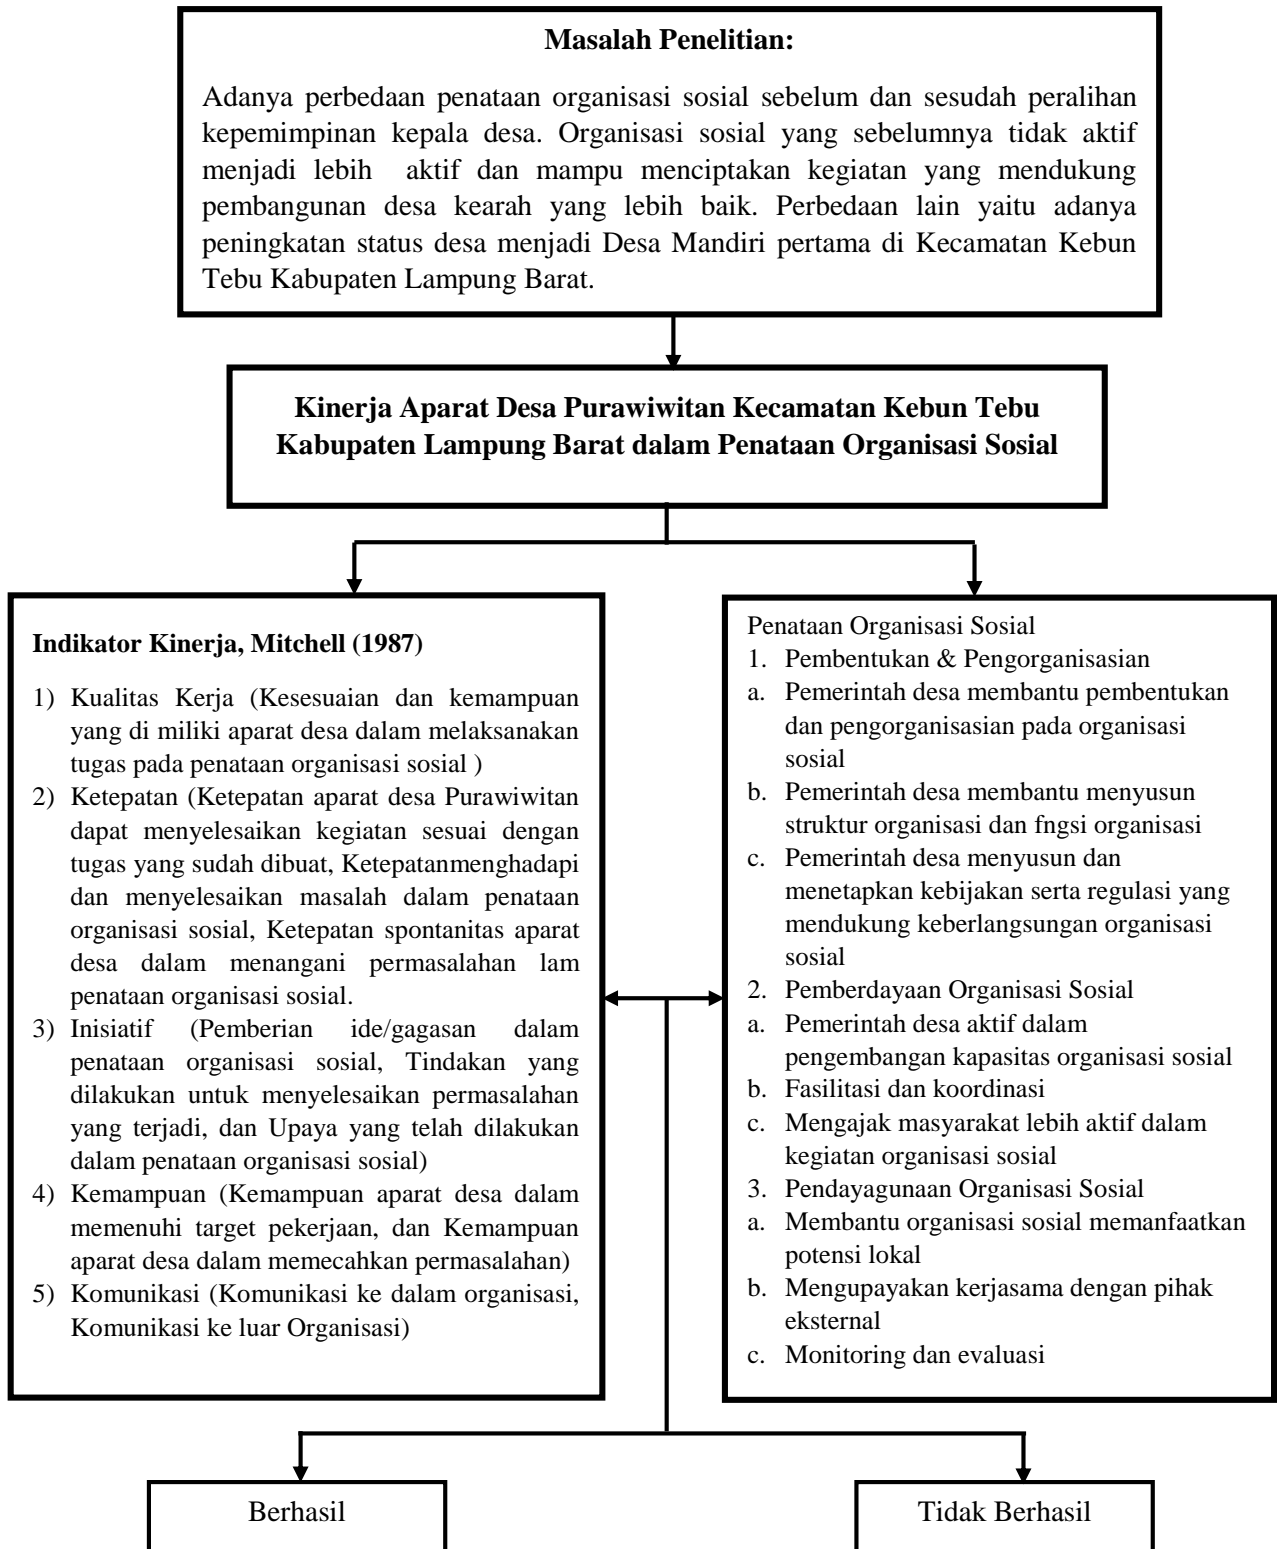 Masalah Penelitian:
Adanya perbedaan penataan organisasi sosial sebelum dan sesudah peralihan
kepemimpinan kepala desa. Organisasi sosial yang sebelumnya tidak aktif
menjadi lebih aktif dan mampu menciptakan kegiatan yang mendukung
pembangunan desa kearah yang lebih baik. Perbedaan lain yaitu adanya
peningkatan status desa menjadi Desa Mandiri pertama di Kecamatan Kebun
Tebu Kabupaten Lampung Barat.
Kinerja Aparat Desa Purawiwitan Kecamatan Kebun Tebu
Kabupaten Lampung Barat dalam Penataan Organisasi Sosial
Indikator Kinerja, Mitchell (1987)
1) Kualitas Kerja (Kesesuaian dan kemampuan
yang di miliki aparat desa dalam melaksanakan
tugas pada penataan organisasi sosial )
2) Ketepatan (Ketepatan aparat desa Purawiwitan
dapat menyelesaikan kegiatan sesuai dengan
tugas yang sudah dibuat, Ketepatanmenghadapi
dan menyelesaikan masalah dalam penataan
organisasi sosial, Ketepatan spontanitas aparat
desa dalam menangani permasalahan lam
penataan organisasi sosial.
3) Inisiatif (Pemberian ide/gagasan dalam
penataan organisasi sosial, Tindakan yang
dilakukan untuk menyelesaikan permasalahan
yang terjadi, dan Upaya yang telah dilakukan
dalam penataan organisasi sosial)
4) Kemampuan (Kemampuan aparat desa dalam
memenuhi target pekerjaan, dan Kemampuan
aparat desa dalam memecahkan permasalahan)
5) Komunikasi (Komunikasi ke dalam organisasi,
Komunikasi ke luar Organisasi)
Penataan Organisasi Sosial
1. Pembentukan & Pengorganisasian
a. Pemerintah desa membantu pembentukan
dan pengorganisasian pada organisasi
sosial
b. Pemerintah desa membantu menyusun
struktur organisasi dan fngsi organisasi
c. Pemerintah desa menyusun dan
menetapkan kebijakan serta regulasi yang
mendukung keberlangsungan organisasi
sosial
2. Pemberdayaan Organisasi Sosial
a. Pemerintah desa aktif dalam
pengembangan kapasitas organisasi sosial
b. Fasilitasi dan koordinasi
c. Mengajak masyarakat lebih aktif dalam
kegiatan organisasi sosial
3. Pendayagunaan Organisasi Sosial
a. Membantu organisasi sosial memanfaatkan
potensi lokal
b. Mengupayakan kerjasama dengan pihak
eksternal
c. Monitoring dan evaluasi
Berhasil
Tidak Berhasil